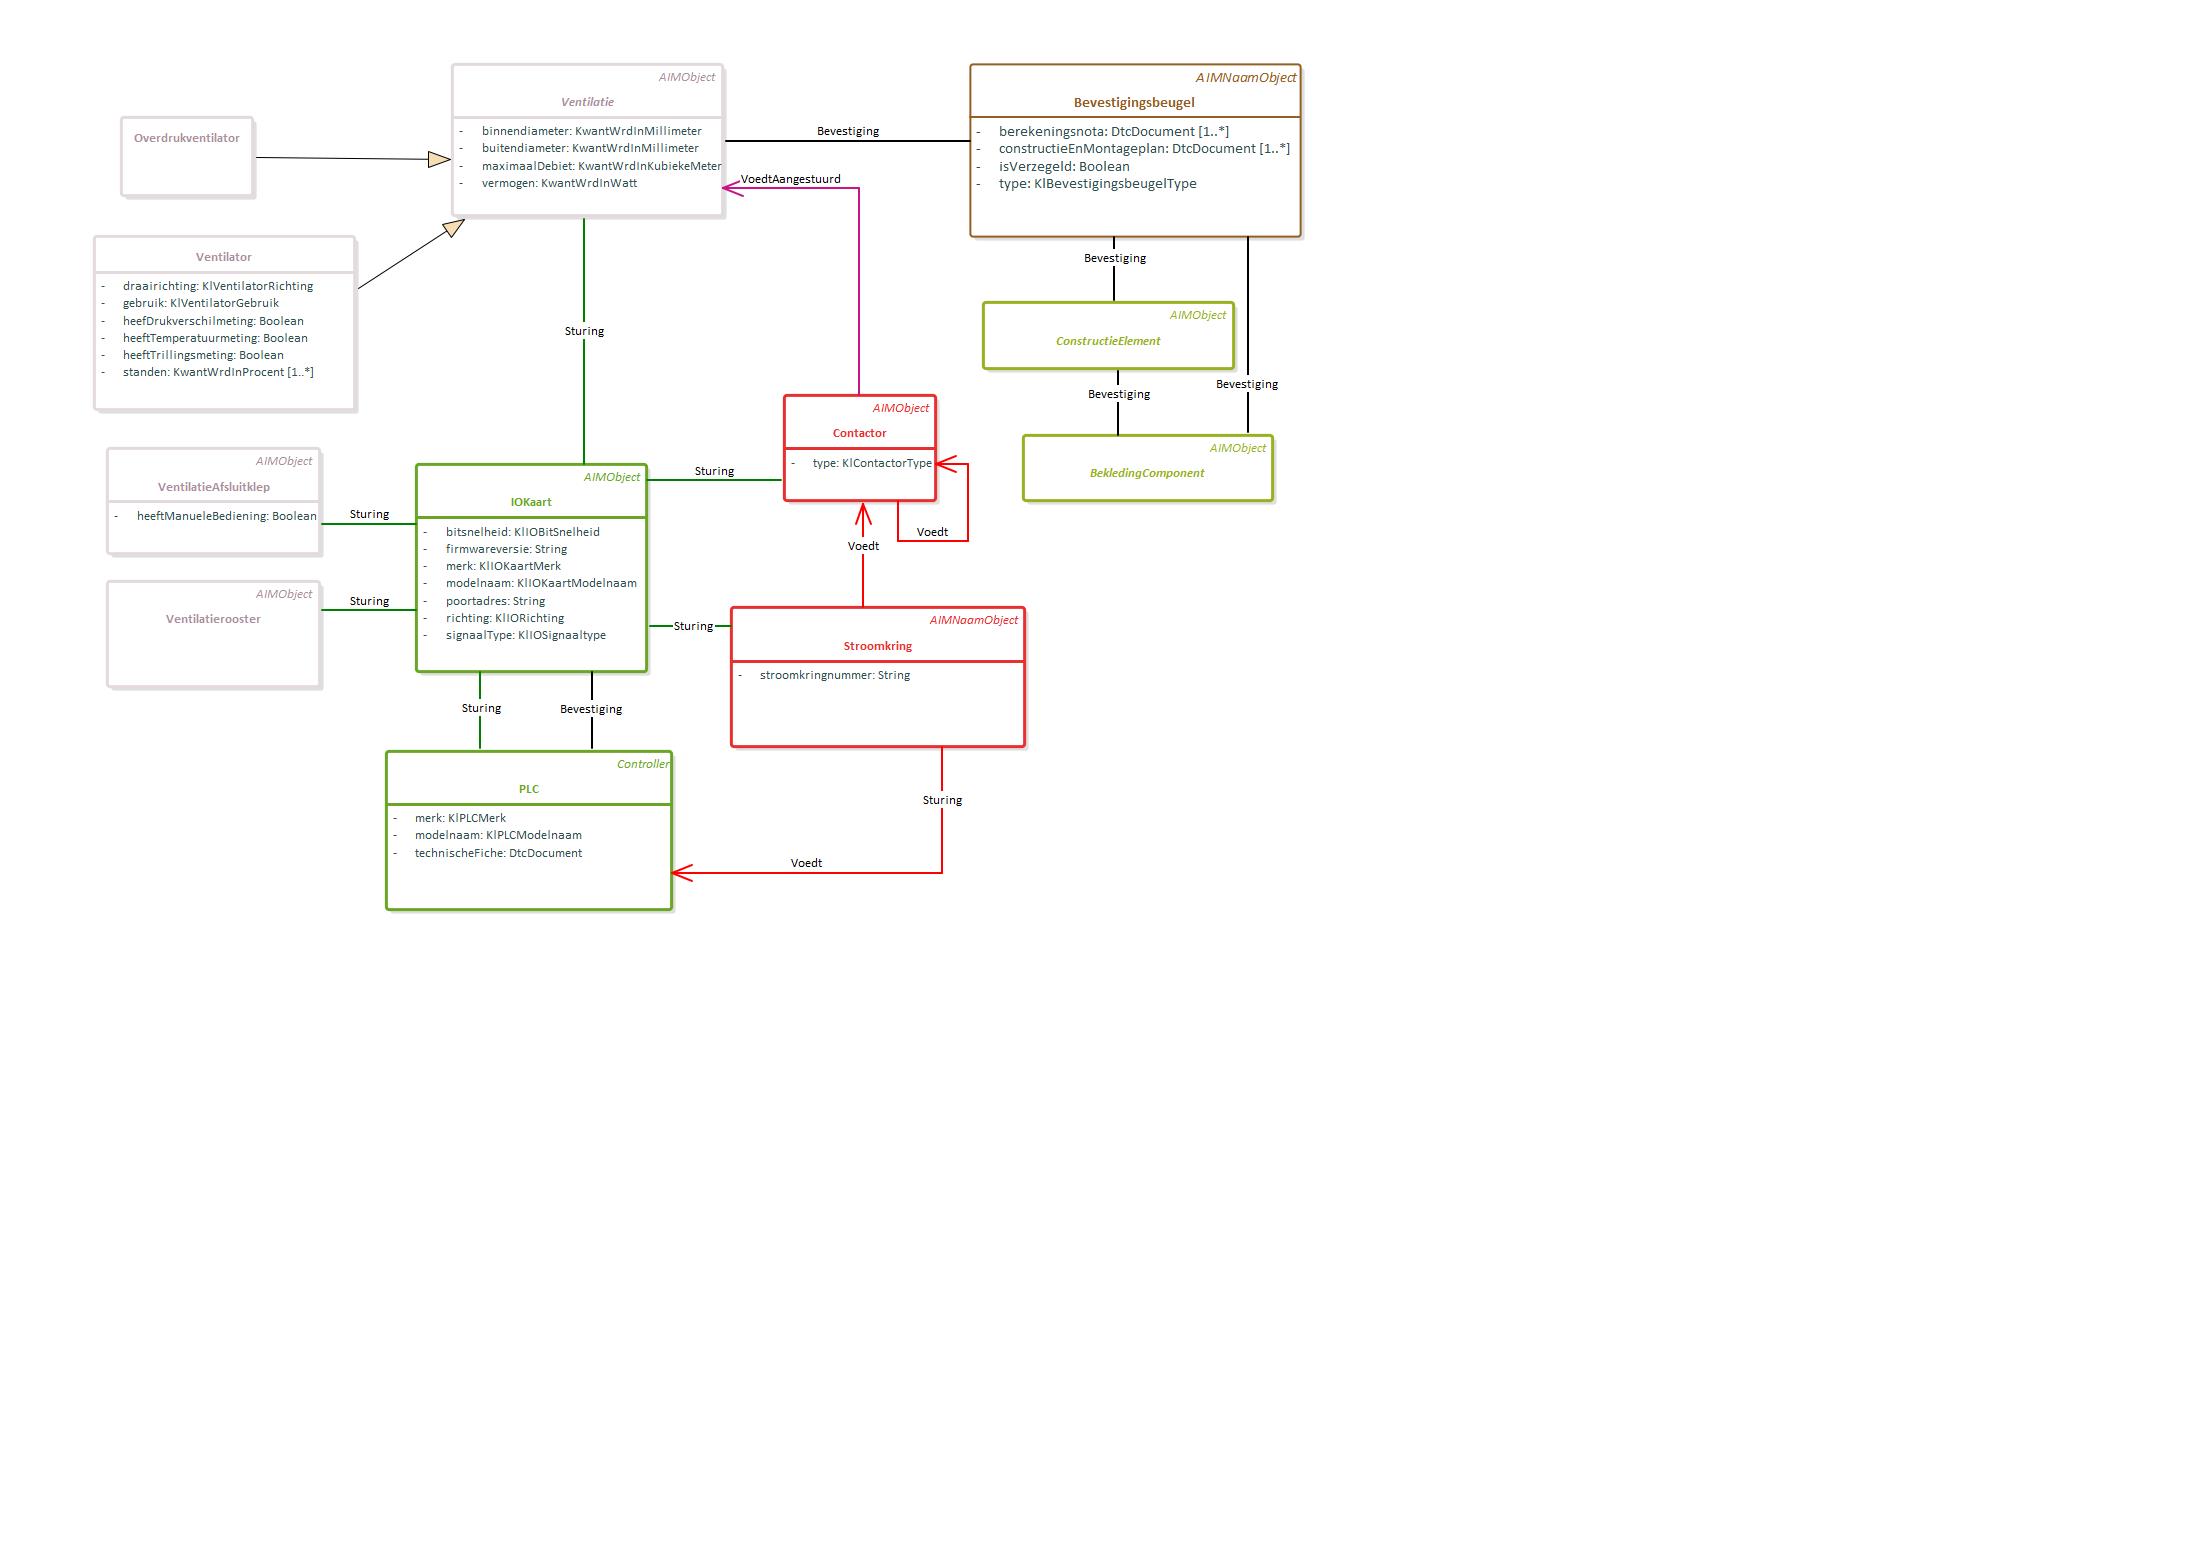 AIMObject
Ventilatie
- binnendiameter: KwantWrdInMillimeter
- buitendiameter: KwantWrdInMillimeter
- maximaalDebiet: KwantWrdInKubiekeMeter
- vermogen: KwantWrdInWatt
AIMNaamObject
Bevestigingsbeugel
- berekeningsnota: DtcDocument [1..*]
- constructieEnMontageplan: DtcDocument [1..*]
- isVerzegeld: Boolean
- type: KlBevestigingsbeugelType
Overdrukventilator
Bevestiging
VoedtAangestuurd
Ventilator
- draairichting: KlVentilatorRichting
- gebruik: KlVentilatorGebruik
- heefDrukverschilmeting: Boolean
- heeftTemperatuurmeting: Boolean
- heeftTrillingsmeting: Boolean
- standen: KwantWrdInProcent [1..*]
Sturing
Bevestiging
AIMObject
ConstructieElement
Bevestiging
Bevestiging
AIMObject
BekledingComponent
AIMObject
Contactor
- type: KlContactorType
Voedt
Voedt
Sturing
AIMObject
VentilatieAfsluitklep
- heeftManueleBediening: Boolean
Sturing
AIMObject
Ventilatierooster
Sturing
AIMObject
IOKaart
- bitsnelheid: KlIOBitSnelheid
- firmwareversie: String
- merk: KlIOKaartMerk
- modelnaam: KlIOKaartModelnaam
- poortadres: String
- richting: KlIORichting
- signaalType: KlIOSignaaltype
Sturing
AIMNaamObject
Stroomkring
- stroomkringnummer: String
Sturing
Bevestiging
Controller
PLC
- merk: KlPLCMerk
- modelnaam: KlPLCModelnaam
- technischeFiche: DtcDocument
Sturing
Voedt